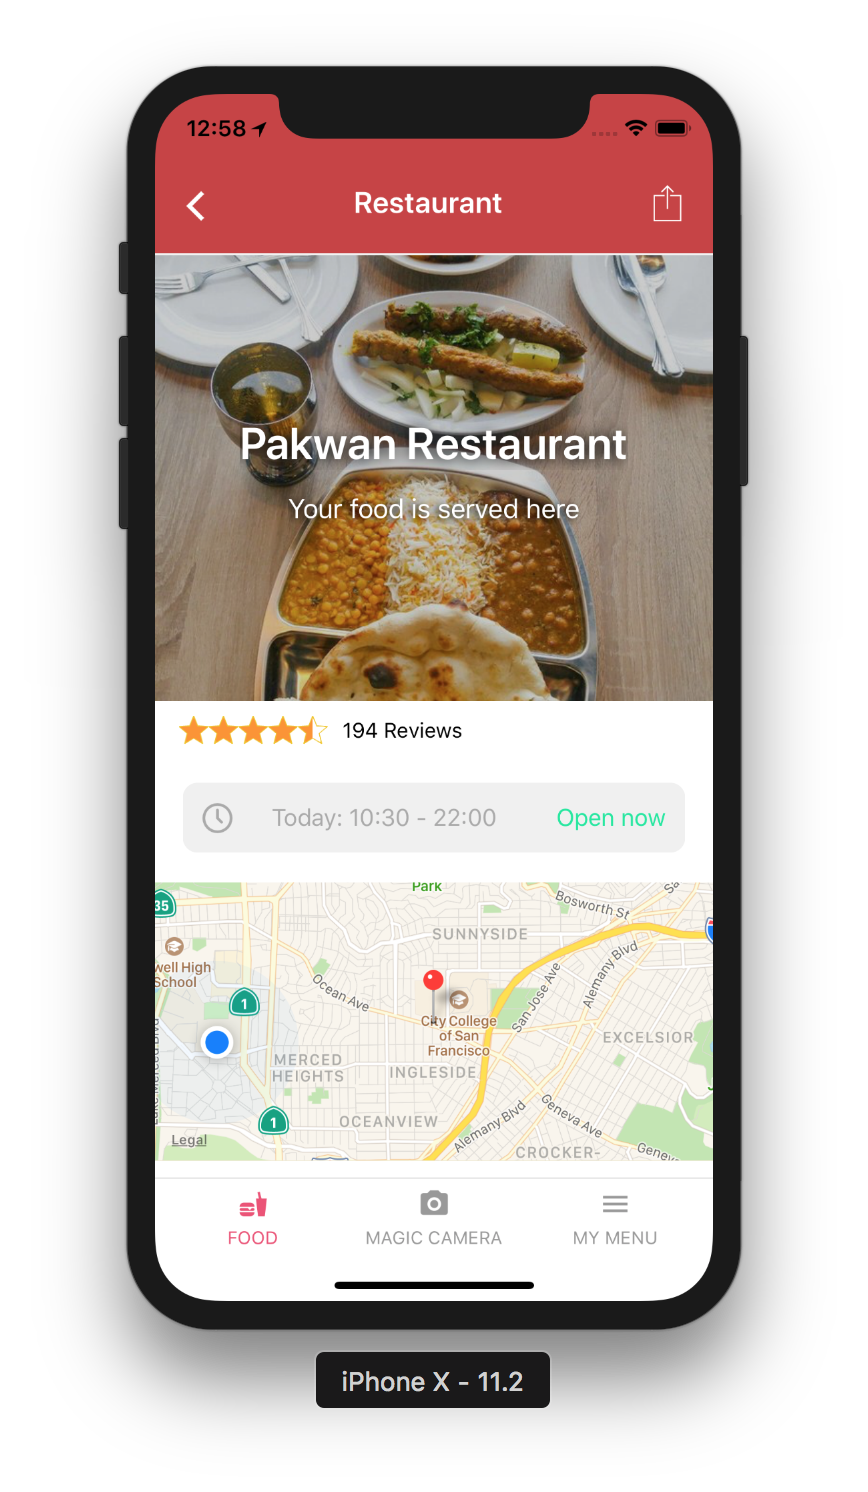 12:58
Restaurant
Pakwan Restaurant
Your food is served here
194 Reviews
Today: 10:30 - 22:00
Open now
Park
35
Bosworth St
SUNNYSIDE
well High
School
Ocean Ave
1
San Jose Ave
Alemany Blvd
City College
of San
Francisco
EXCELSIOR
MERCED
HEIGHTS
INGLESIDE
1
OCEANVIEW
Alemany Blvd
Geneva Ave
Legal
CROCKER-
Genev
FOOD
MAGIC CAMERA
MY MENU
iPhone X - 11.2